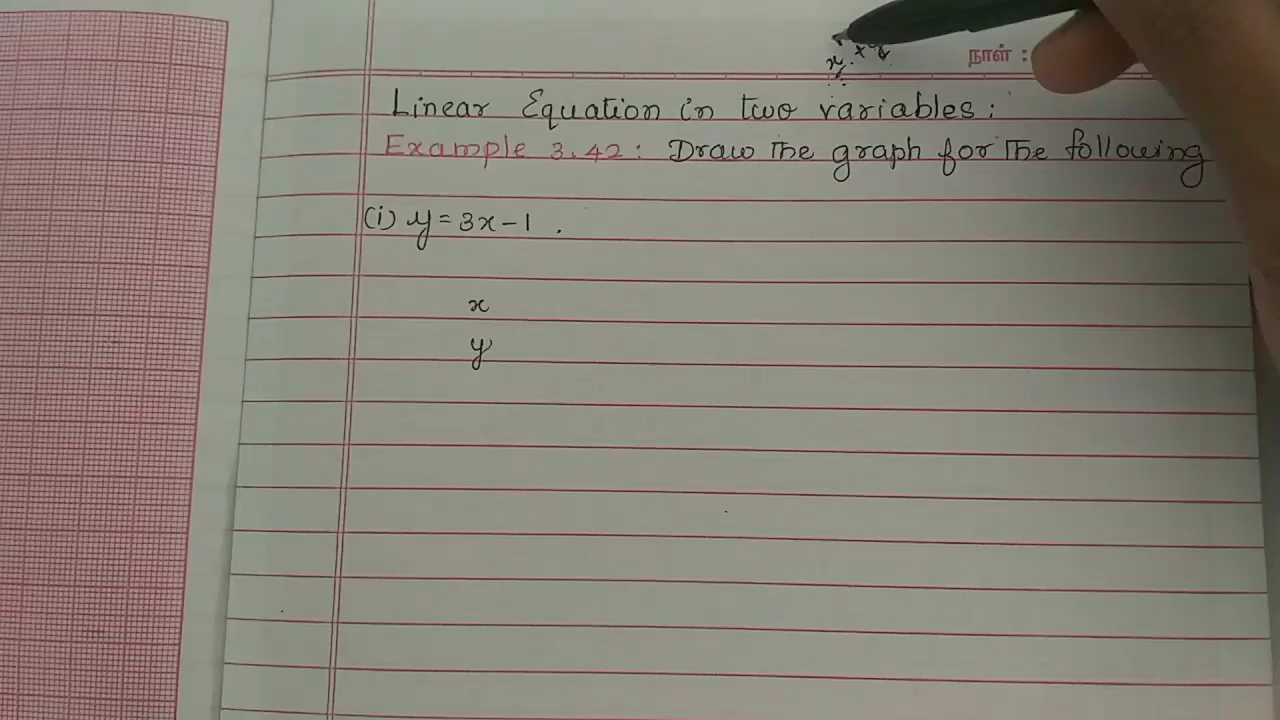 நாள் :
Linear Equation in two variables:
Example 3.42: Draw the graph for the following
(i) y = 3x - 1 .
x
y